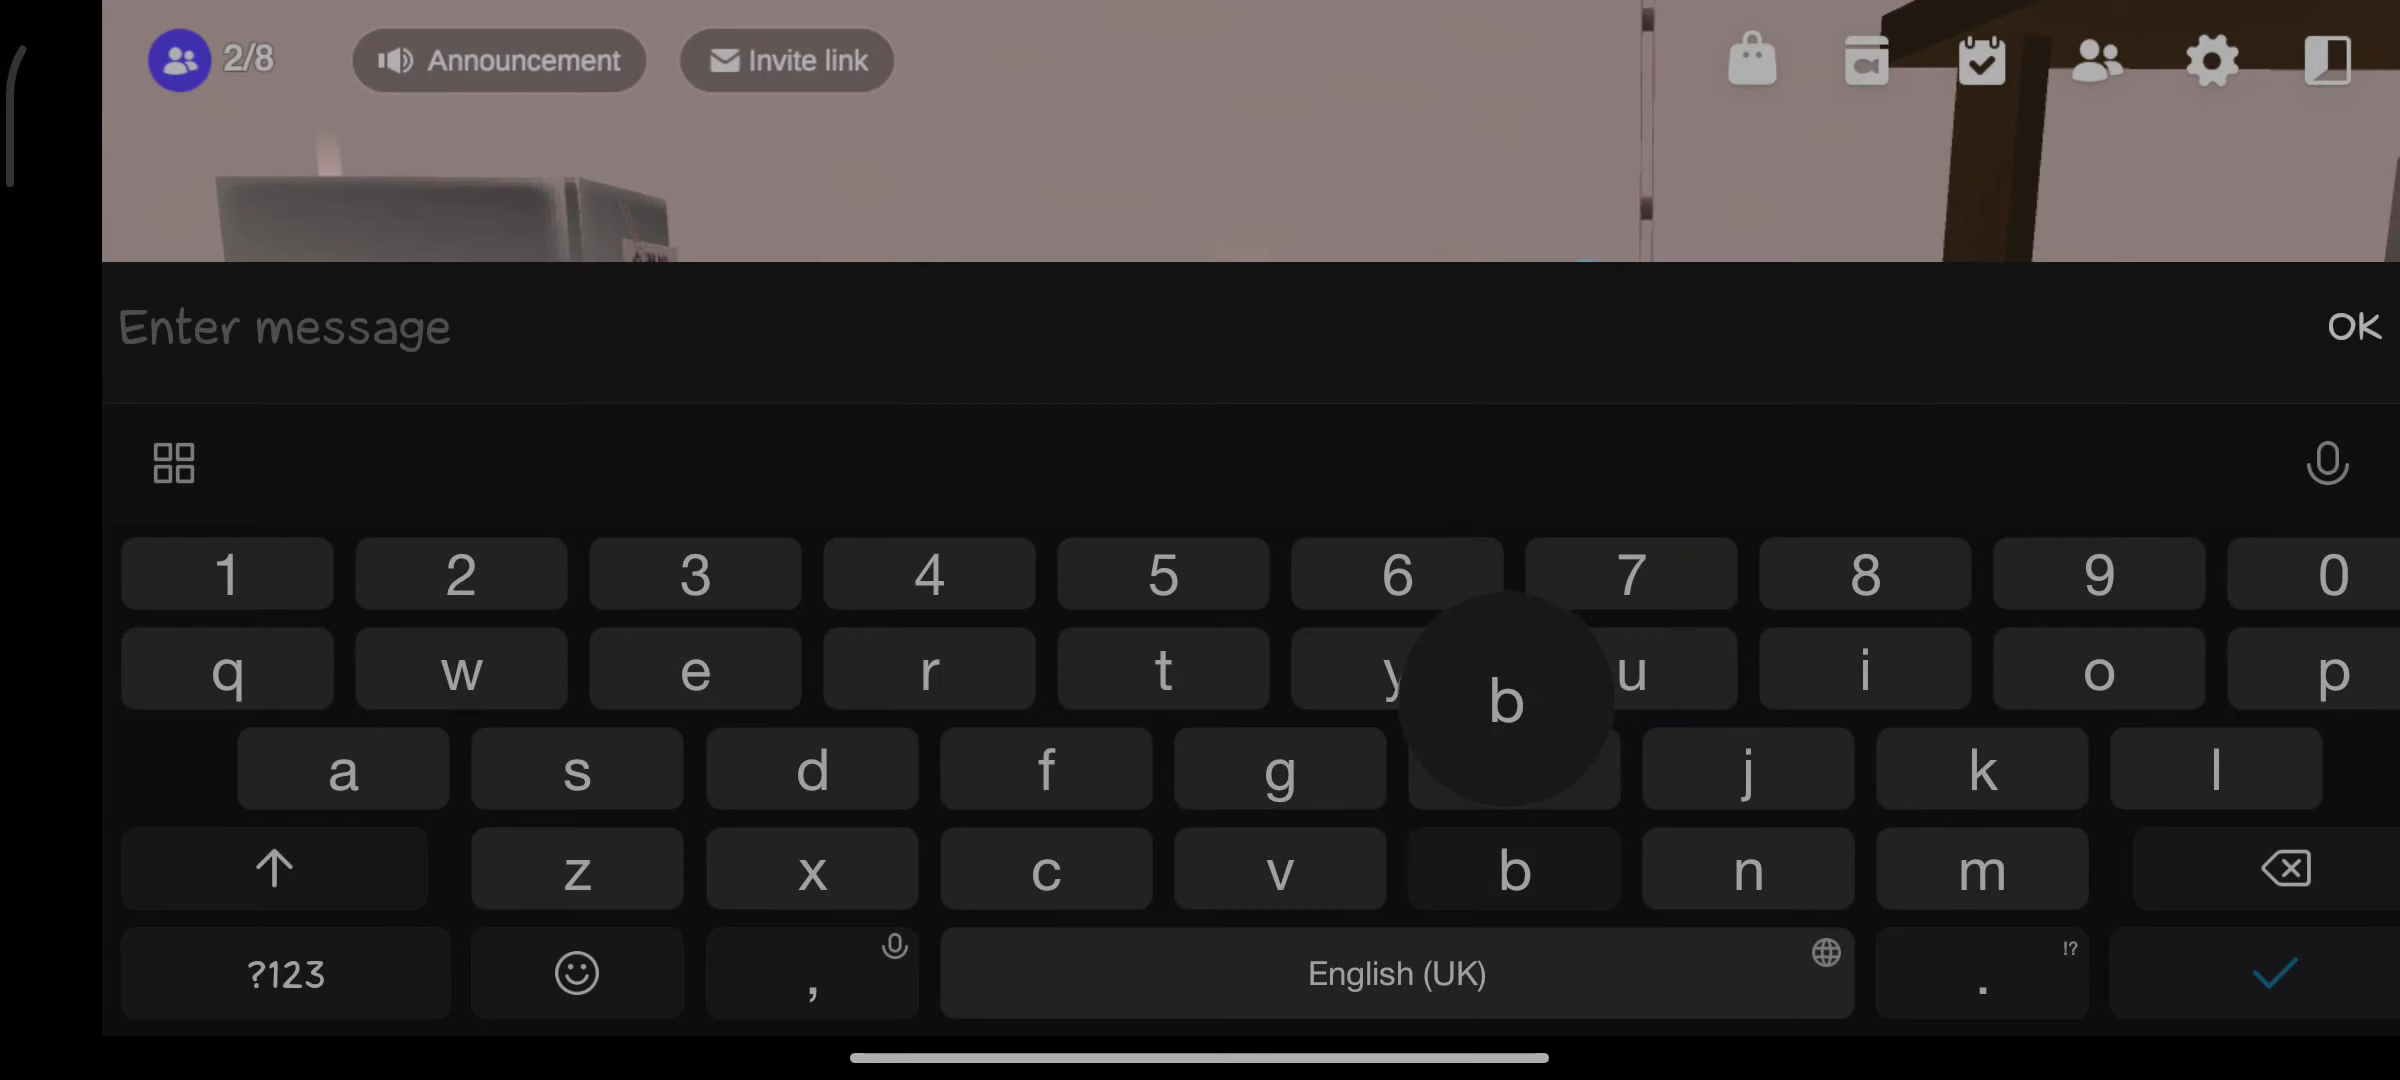 2/8 Announcement Invite link
Enter message OK
1 2 3 4 5 6 7 8 9 0
q w e r t y u i o p
b
a s d f g j k l
z x c v b n m
?123 , English (UK) . !?